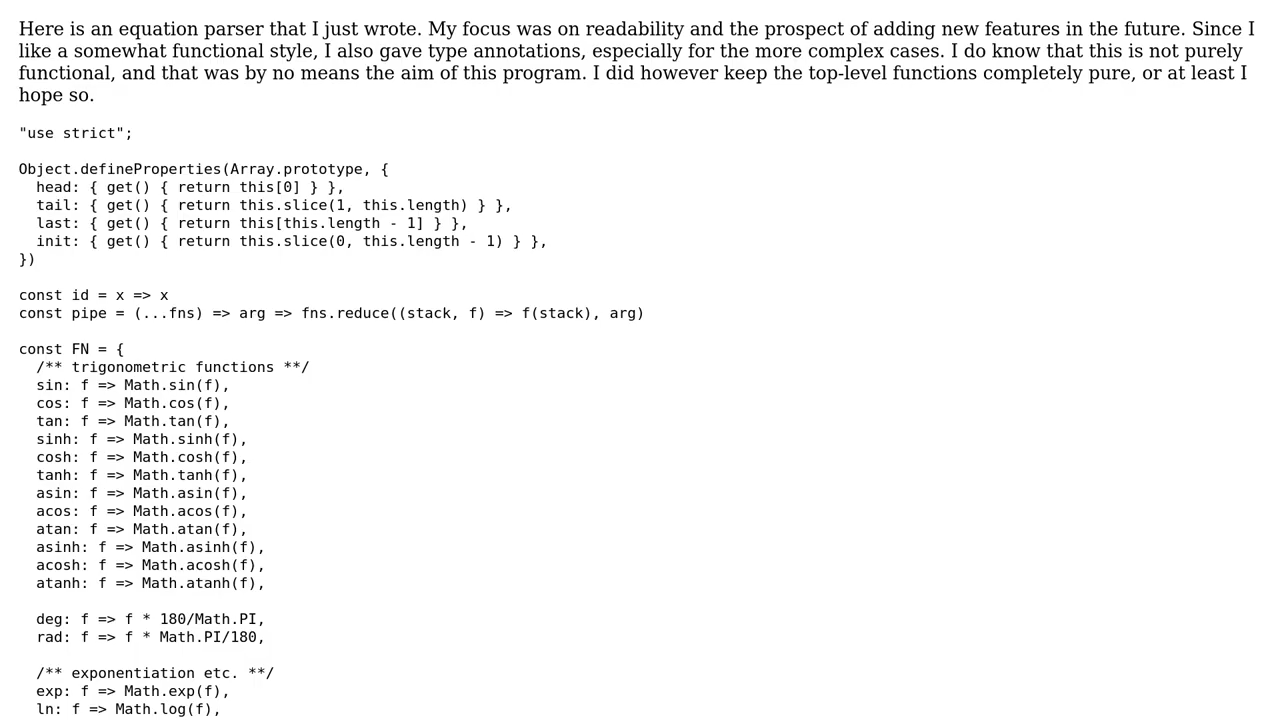 Here is an equation parser that I just wrote. My focus was on readability and the prospect of adding new features in the future. Since I
like a somewhat functional style, I also gave type annotations, especially for the more complex cases. I do know that this is not purely
functional, and that was by no means the aim of this program. I did however keep the top-level functions completely pure, or at least I
hope so.

"use strict";

Object.defineProperties(Array.prototype, {
  head: { get() { return this[0] } },
  tail: { get() { return this.slice(1, this.length) } },
  last: { get() { return this[this.length - 1] } },
  init: { get() { return this.slice(0, this.length - 1) } },
})

const id = x => x
const pipe = (...fns) => arg => fns.reduce((stack, f) => f(stack), arg)

const FN = {
  /** trigonometric functions **/
  sin: f => Math.sin(f),
  cos: f => Math.cos(f),
  tan: f => Math.tan(f),
  sinh: f => Math.sinh(f),
  cosh: f => Math.cosh(f),
  tanh: f => Math.tanh(f),
  asin: f => Math.asin(f),
  acos: f => Math.acos(f),
  atan: f => Math.atan(f),
  asinh: f => Math.asinh(f),
  acosh: f => Math.acosh(f),
  atanh: f => Math.atanh(f),

  deg: f => f * 180/Math.PI,
  rad: f => f * Math.PI/180,

  /** exponentiation etc. **/
  exp: f => Math.exp(f),
  ln: f => Math.log(f),